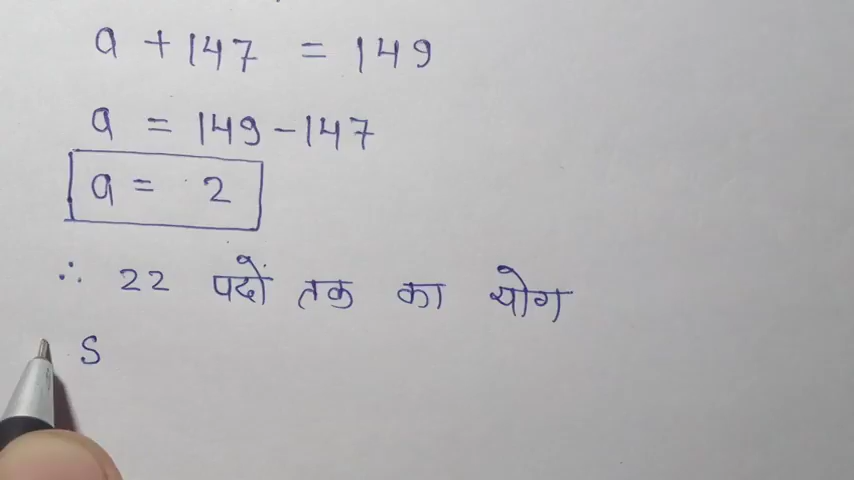 a + 147 = 149
a = 149 - 147
a = 2
∴ 22 पदों तक का योग
S